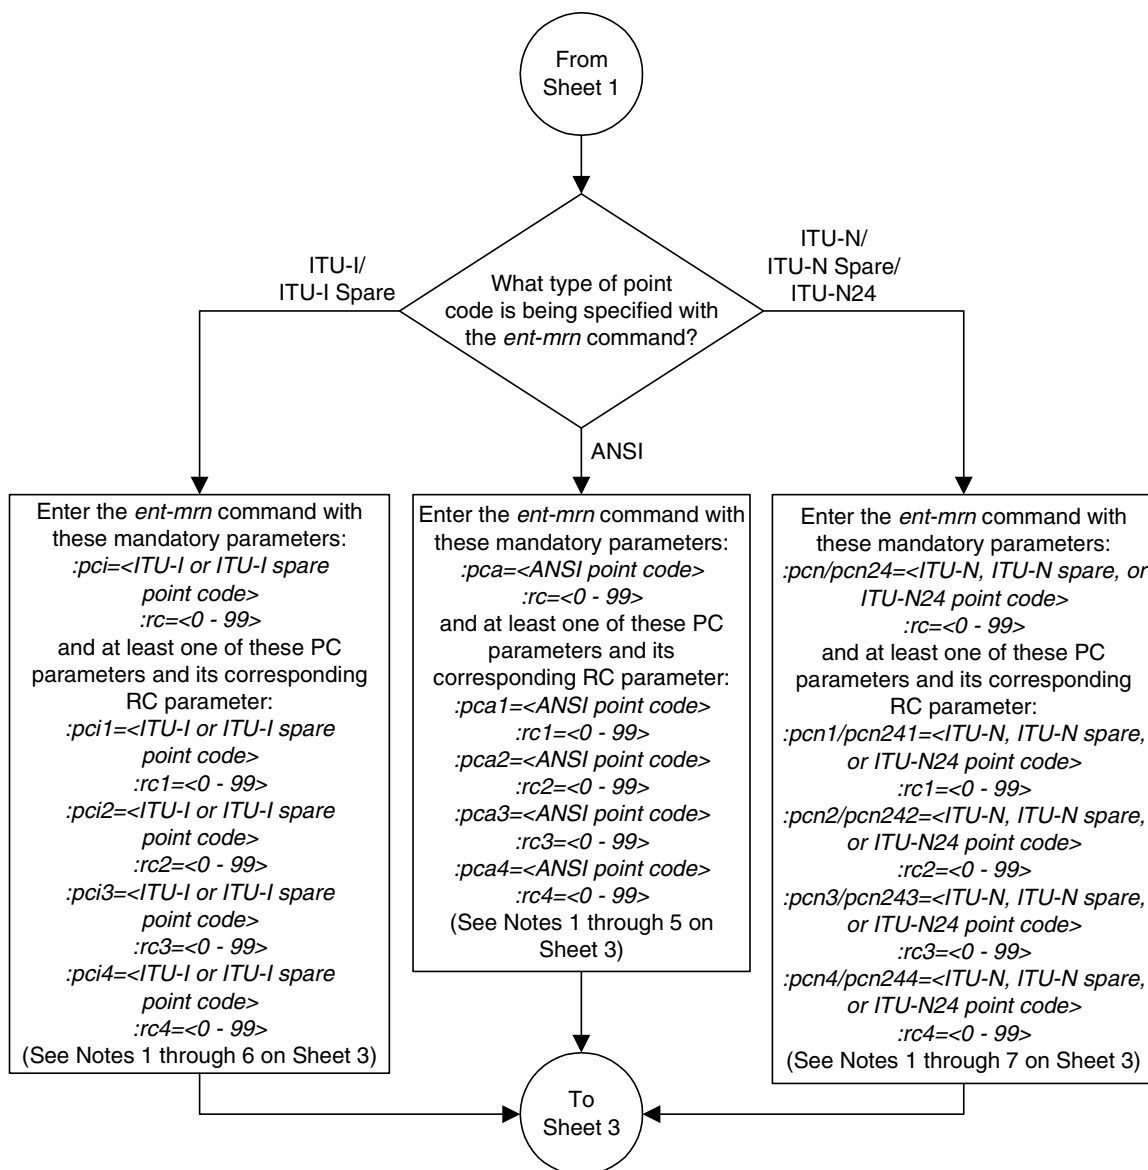 From
Sheet 1
ITU-I/
ITU-I Spare
What type of point
code is being specified with
the ent-mrn command?
ITU-N/
ITU-N Spare/
ITU-N24
ANSI
Enter the ent-mrn command with
these mandatory parameters:
:pci=<ITU-I or ITU-I spare
point code>
:rc=<0 - 99>
and at least one of these PC
parameters and its corresponding
RC parameter:
:pci1=<ITU-I or ITU-I spare
point code>
:rc1=<0 - 99>
:pci2=<ITU-I or ITU-I spare
point code>
:rc2=<0 - 99>
:pci3=<ITU-I or ITU-I spare
point code>
:rc3=<0 - 99>
:pci4=<ITU-I or ITU-I spare
point code>
:rc4=<0 - 99>
(See Notes 1 through 6 on Sheet 3)
Enter the ent-mrn command with
these mandatory parameters:
:pca=<ANSI point code>
:rc=<0 - 99>
and at least one of these PC
parameters and its
corresponding RC parameter:
:pca1=<ANSI point code>
:rc1=<0 - 99>
:pca2=<ANSI point code>
:rc2=<0 - 99>
:pca3=<ANSI point code>
:rc3=<0 - 99>
:pca4=<ANSI point code>
:rc4=<0 - 99>
(See Notes 1 through 5 on
Sheet 3)
Enter the ent-mrn command with
these mandatory parameters:
:pcn/pcn24=<ITU-N, ITU-N spare, or
ITU-N24 point code>
:rc=<0 - 99>
and at least one of these PC
parameters and its corresponding
RC parameter:
:pcn1/pcn241=<ITU-N, ITU-N spare,
or ITU-N24 point code>
:rc1=<0 - 99>
:pcn2/pcn242=<ITU-N, ITU-N spare,
or ITU-N24 point code>
:rc2=<0 - 99>
:pcn3/pcn243=<ITU-N, ITU-N spare,
or ITU-N24 point code>
:rc3=<0 - 99>
:pcn4/pcn244=<ITU-N, ITU-N spare,
or ITU-N24 point code>
:rc4=<0 - 99>
(See Notes 1 through 7 on Sheet 3)
To
Sheet 3